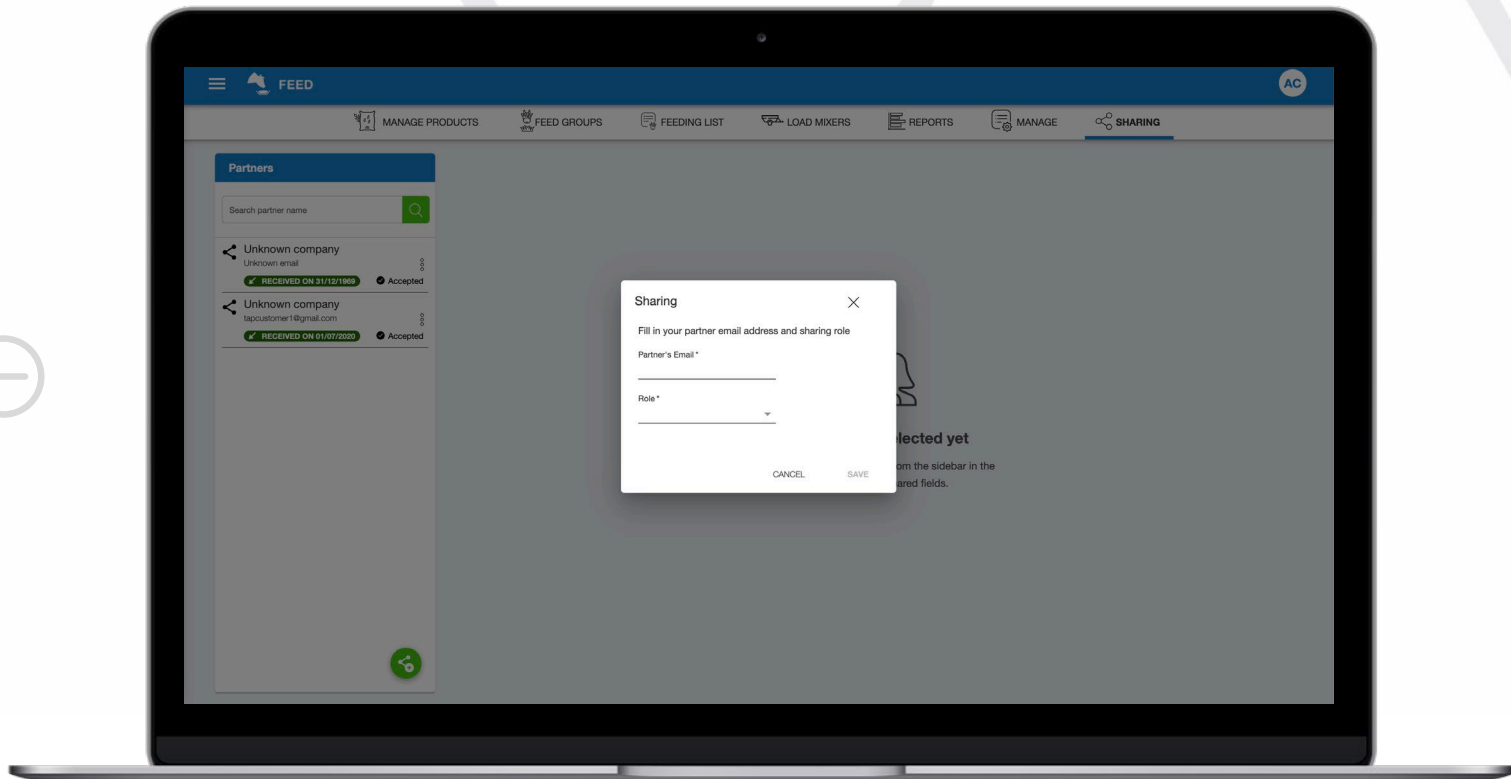 FEED
AC
MANAGE PRODUCTS
FEED GROUPS
FEEDING LIST
LOAD MIXERS
REPORTS
MANAGE
SHARING
Partners
Search partner name
Unknown company
Unknown email
RECEIVED ON 31/12/1969
Accepted
Unknown company
tapcustomer1@gmail.com
RECEIVED ON 01/07/2020
Accepted
Sharing
Fill in your partner email address and sharing role
Partner's Email *
Role *
CANCEL
SAVE
lected yet
om the sidebar in the
ared fields.